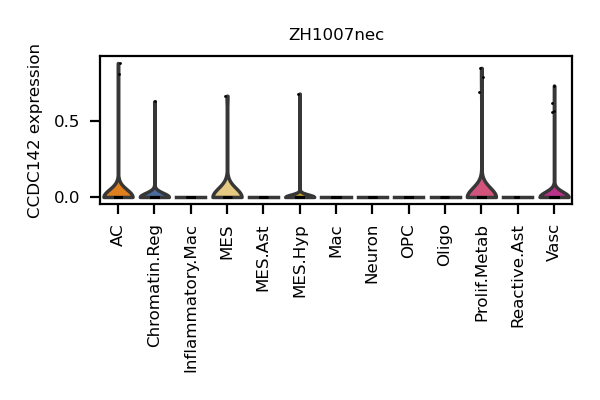 ZH1007nec
CCDC142 expression
0.5
0.0
AC
Chromatin.Reg
Inflammatory.Mac
MES
MES.Ast
MES.Hyp
Mac
Neuron
OPC
Oligo
Prolif.Metab
Reactive.Ast
Vasc